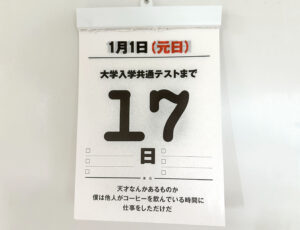 1月1日(元日)
大学入学共通テストまで
17
日
天才なんかあるものか
僕は他人がコーヒーを飲んでいる時間に
仕事をしただけだ